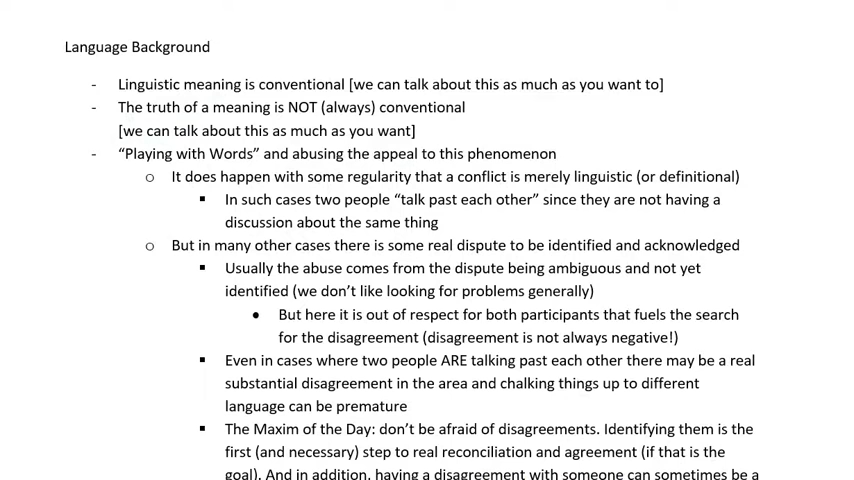 Language Background
- Linguistic meaning is conventional [we can talk about this as much as you want to]
- The truth of a meaning is NOT (always) conventional
[we can talk about this as much as you want]
- “Playing with Words” and abusing the appeal to this phenomenon
o It does happen with some regularity that a conflict is merely linguistic (or definitional)
▪ In such cases two people “talk past each other” since they are not having a
discussion about the same thing
o But in many other cases there is some real dispute to be identified and acknowledged
▪ Usually the abuse comes from the dispute being ambiguous and not yet
identified (we don’t like looking for problems generally)
● But here it is out of respect for both participants that fuels the search
for the disagreement (disagreement is not always negative!)
▪ Even in cases where two people ARE talking past each other there may be a real
substantial disagreement in the area and chalking things up to different
language can be premature
▪ The Maxim of the Day: don’t be afraid of disagreements. Identifying them is the
first (and necessary) step to real reconciliation and agreement (if that is the
goal). And in addition, having a disagreement with someone can sometimes be a